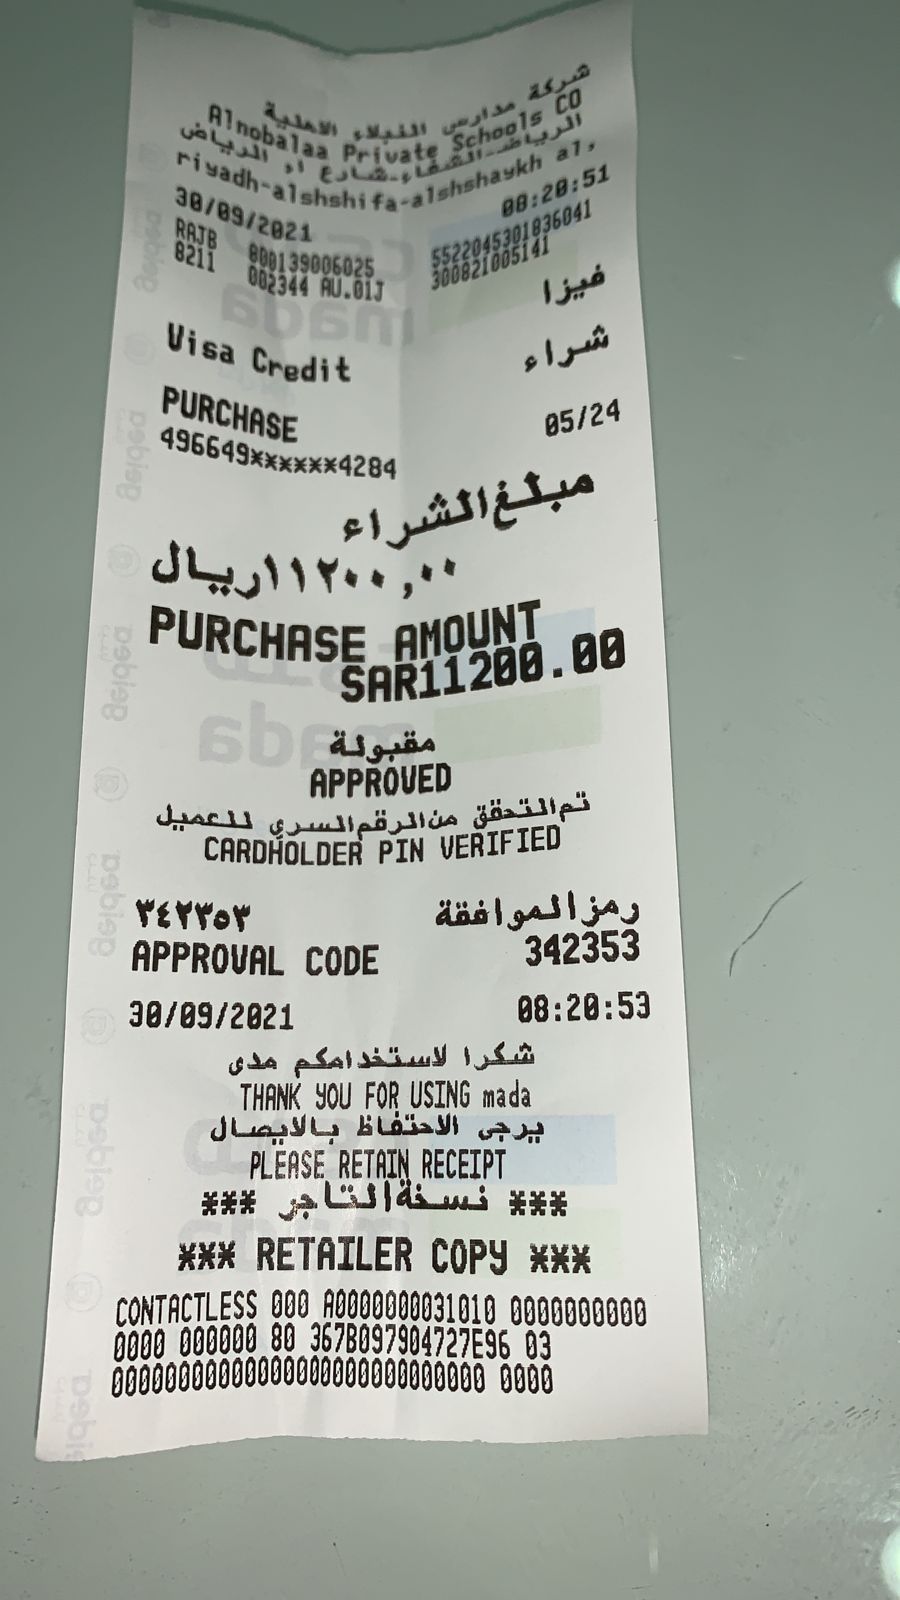 شركة مدارس النبلاء الاهلية
Alnobalaa Private Schools CO
الرياض-الشفاء-شارع ال الرياض
riyadh-alshshifa-alshshaykh al,
30/09/2021 08:20:51
RAJB 800139006025 5522045301036041
8211 002344 AU.01J 300821005141
فيزا
Visa Credit شراء
PURCHASE 05/24
496649******4284
مبلغ الشراء
١١٢٠٠,٠٠ ريال
PURCHASE AMOUNT
SAR11200.00
مقبولة
APPROVED
تم التحقق من الرقم السري للعميل
CARDHOLDER PIN VERIFIED
رمز الموافقة ٣٤٢٣٥٣
APPROVAL CODE 342353
30/09/2021 08:20:53
شكرا لاستخدامكم مدى
THANK YOU FOR USING mada
يرجى الاحتفاظ بالايصال
PLEASE RETAIN RECEIPT
*** نسخة التاجر ***
*** RETAILER COPY ***
CONTACTLESS 000 A0000000031010 0000000000
0000 000000 80 367B097904727E96 03
0000000000000000000000000000 0000